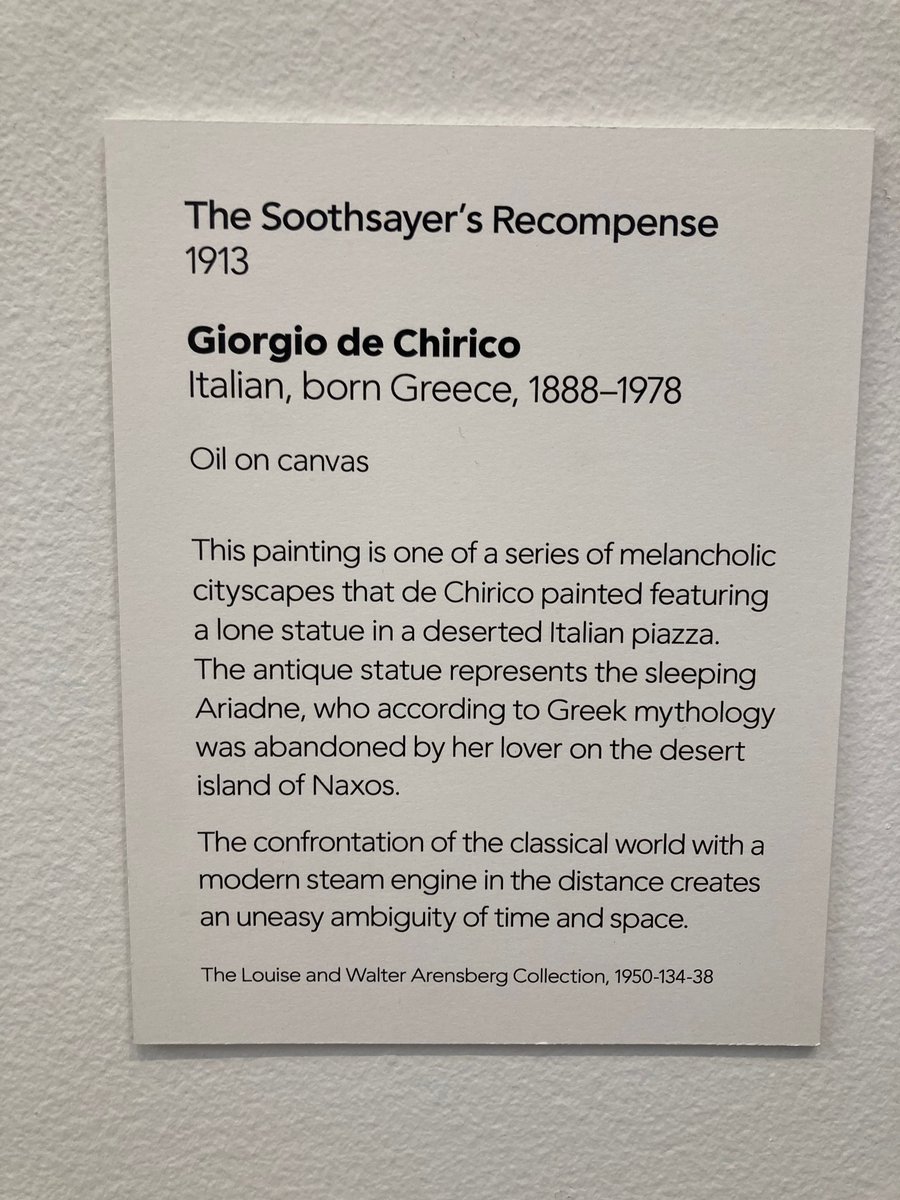 The Soothsayer’s Recompense
1913
Giorgio de Chirico
Italian, born Greece, 1888–1978
Oil on canvas
This painting is one of a series of melancholic
cityscapes that de Chirico painted featuring
a lone statue in a deserted Italian piazza.
The antique statue represents the sleeping
Ariadne, who according to Greek mythology
was abandoned by her lover on the desert
island of Naxos.
The confrontation of the classical world with a
modern steam engine in the distance creates
an uneasy ambiguity of time and space.
The Louise and Walter Arensberg Collection, 1950-134-38